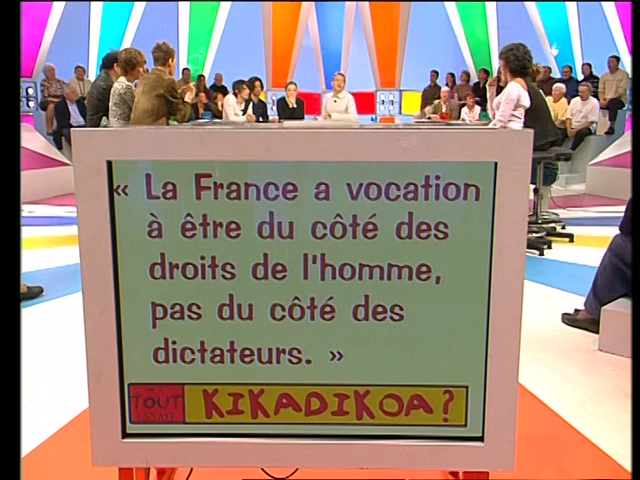 « La France a vocation
à être du côté des
droits de l'homme,
pas du côté des
dictateurs. »
TOUT
KIKADIKOA ?